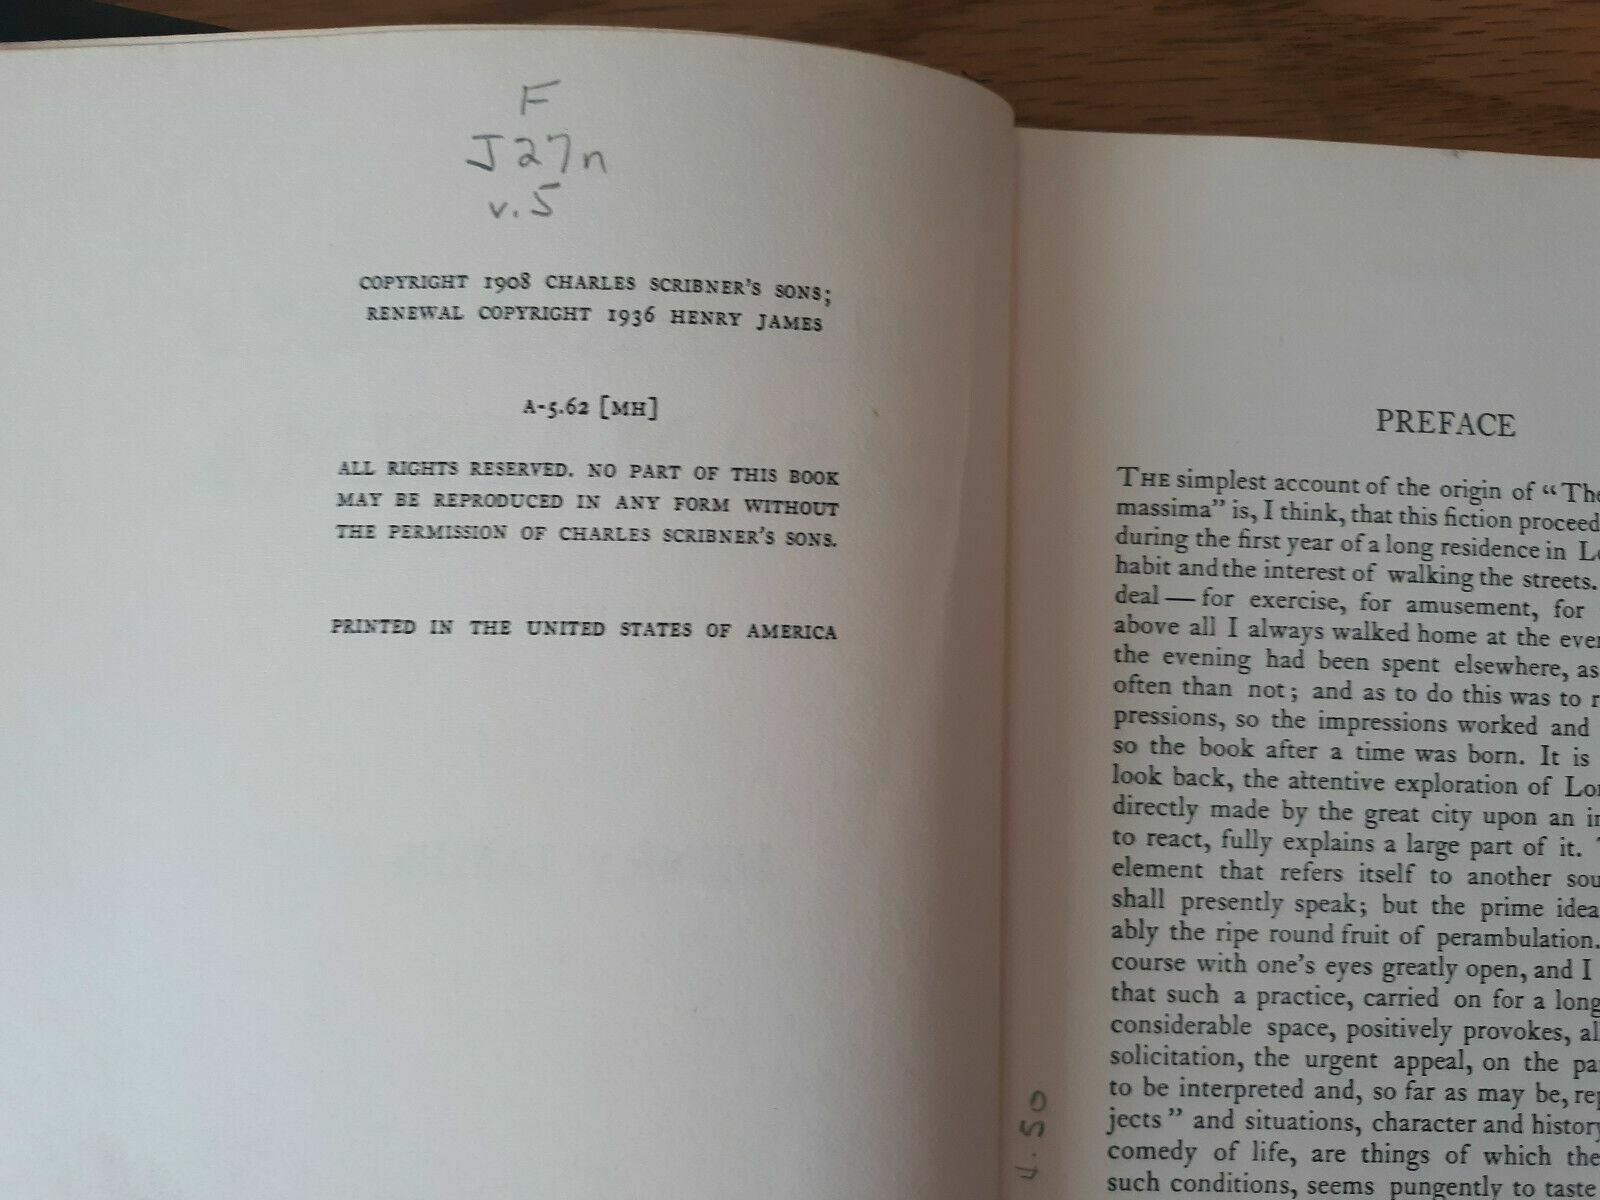 F
J27n
v.5
COPYRIGHT 1908 CHARLES SCRIBNER'S SONS;
RENEWAL COPYRIGHT 1936 HENRY JAMES
A-5.62 [MH]
ALL RIGHTS RESERVED. NO PART OF THIS BOOK
MAY BE REPRODUCED IN ANY FORM WITHOUT
THE PERMISSION OF CHARLES SCRIBNER'S SONS.
PRINTED IN THE UNITED STATES OF AMERICA
PREFACE
THE simplest account of the origin of “The
massima” is, I think, that this fiction proceed
during the first year of a long residence in L
habit and the interest of walking the streets.
deal — for exercise, for amusement, for
above all I always walked home at the eve
the evening had been spent elsewhere, as
often than not; and as to do this was to r
pressions, so the impressions worked and
so the book after a time was born. It is
look back, the attentive exploration of Lo
directly made by the great city upon an i
to react, fully explains a large part of it.
element that refers itself to another sou
shall presently speak; but the prime idea
ably the ripe round fruit of perambulation.
course with one's eyes greatly open, and I
that such a practice, carried on for a long
considerable space, positively provokes, al
solicitation, the urgent appeal, on the pa
to be interpreted and, so far as may be, rep
jects” and situations, character and history
comedy of life, are things of which the
such conditions, seems pungently to taste
4.50